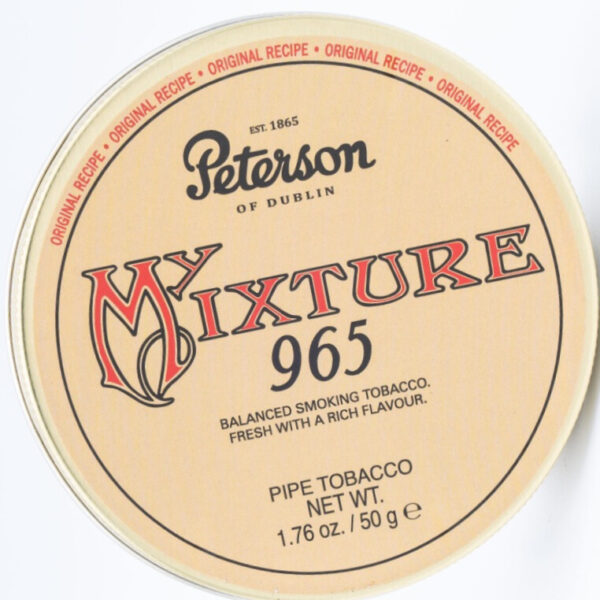 ORIGINAL RECIPE • ORIGINAL RECIPE • ORIGINAL RECIPE • ORIGINAL RECIPE • ORIGINAL RECIPE
EST. 1865
Peterson
OF DUBLIN
MY MIXTURE
965
BALANCED SMOKING TOBACCO.
FRESH WITH A RICH FLAVOUR.
PIPE TOBACCO
NET WT.
1.76 oz. / 50 g ℮